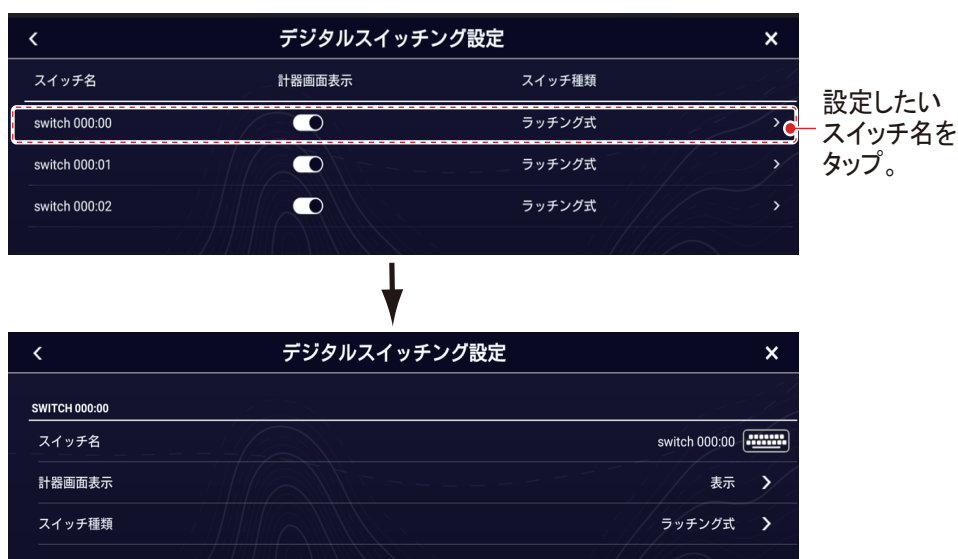 デジタルスイッチング設定
スイッチ名 計器画面表示 スイッチ種類
switch 000:00 ラッチング式
switch 000:01 ラッチング式
switch 000:02 ラッチング式
設定したい
スイッチ名を
タップ。
デジタルスイッチング設定
SWITCH 000:00
スイッチ名 switch 000:00
計器画面表示 表示
スイッチ種類 ラッチング式